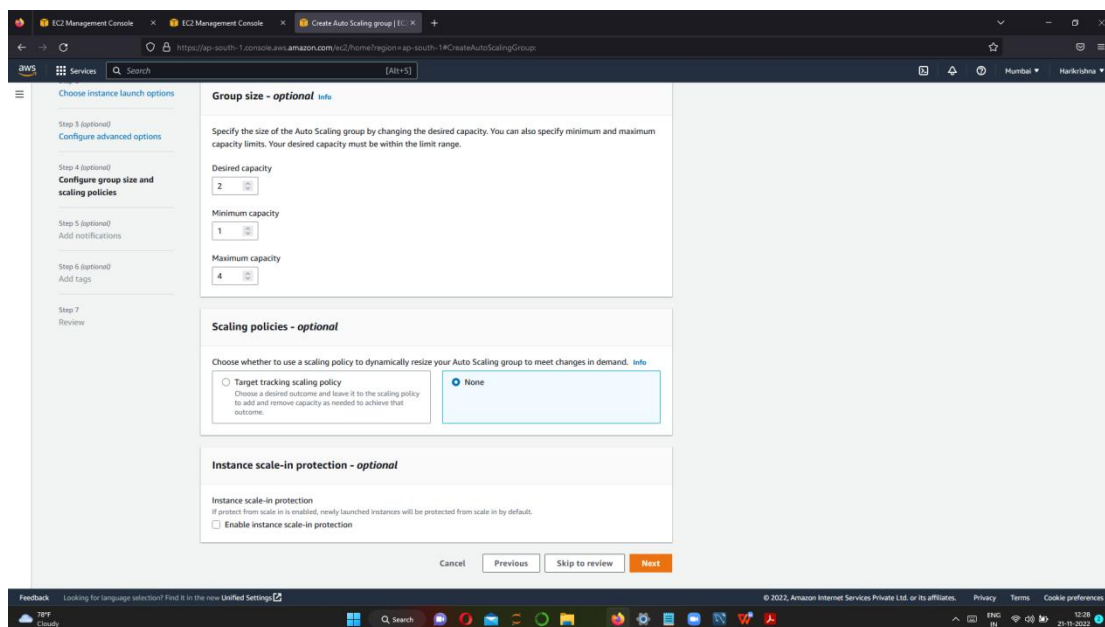 EC2 Management Console
EC2 Management Console
Create Auto Scaling group | EC
https://ap-south-1.console.aws.amazon.com/ec2/home?region=ap-south-1#CreateAutoScalingGroup:
aws
Services
Search
[Alt+S]
Mumbai
Harikrishna
Choose instance launch options
Step 3 (optional)
Configure advanced options
Step 4 (optional)
Configure group size and
scaling policies
Step 5 (optional)
Add notifications
Step 6 (optional)
Add tags
Step 7
Review
Group size - optional Info
Specify the size of the Auto Scaling group by changing the desired capacity. You can also specify minimum and maximum
capacity limits. Your desired capacity must be within the limit range.
Desired capacity
2
Minimum capacity
1
Maximum capacity
4
Scaling policies - optional
Choose whether to use a scaling policy to dynamically resize your Auto Scaling group to meet changes in demand. Info
Target tracking scaling policy
Choose a desired outcome and leave it to the scaling policy
to add and remove capacity as needed to achieve that
outcome.
None
Instance scale-in protection - optional
Instance scale-in protection
If protect from scale in is enabled, newly launched instances will be protected from scale in by default.
Enable instance scale-in protection
Cancel
Previous
Skip to review
Next
Feedback
Looking for language selection? Find it in the new Unified Settings
© 2022, Amazon Internet Services Private Ltd. or its affiliates.
Privacy
Terms
Cookie preferences
78°F
Cloudy
Search
ENG
IN
12:28
21-11-2022